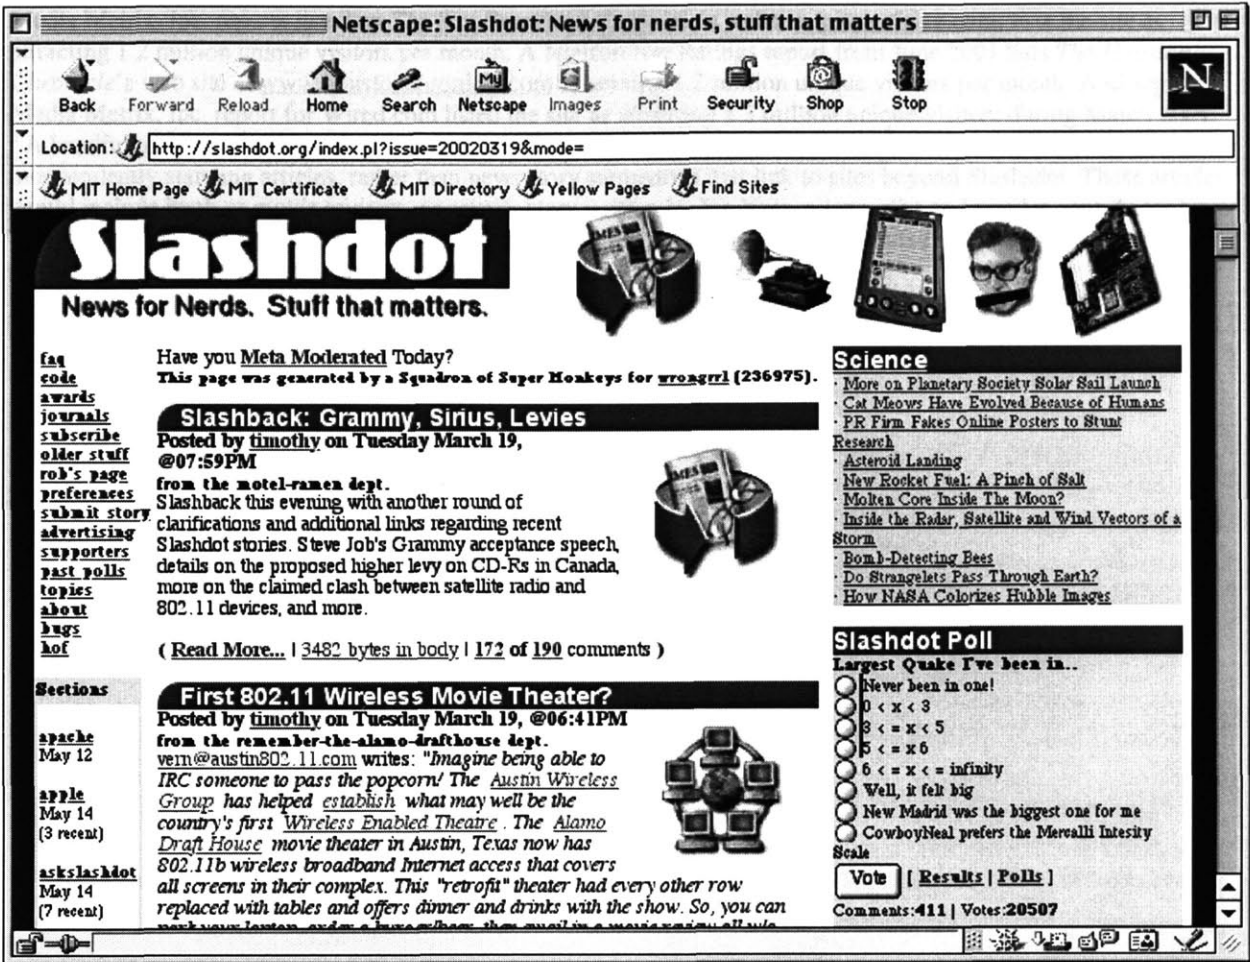 Netscape: Slashdot: News for nerds, stuff that matters
Back Forward Reload Home Search Netscape Images Print Security Shop Stop
My
N
Location: http://slashdot.org/index.pl?issue=20020319&mode=
MIT Home Page MIT Certificate MIT Directory Yellow Pages Find Sites
Slashdot
News for Nerds. Stuff that matters.
faq
code
awards
journals
subscribe
older stuff
rob's page
preferences
submit story
advertising
supporters
past polls
topics
about
bugs
hof
Sections
apache
May 12
apple
May 14
(3 recent)
askslashdot
May 14
(7 recent)
Have you Meta Moderated Today?
This page was generated by a Squadron of Super Monkeys for wrongrrl (236975).
Slashback: Grammy, Sirius, Levies
Posted by timothy on Tuesday March 19,
@07:59PM
from the motel-ramen dept.
Slashback this evening with another round of
clarifications and additional links regarding recent
Slashdot stories. Steve Job's Grammy acceptance speech,
details on the proposed higher levy on CD-Rs in Canada,
more on the claimed clash between satellite radio and
802.11 devices, and more.
( Read More... | 3482 bytes in body | 172 of 190 comments )
First 802.11 Wireless Movie Theater?
Posted by timothy on Tuesday March 19, @06:41PM
from the remember-the-alamo-drafthouse dept.
vern@austin802.11.com writes: "Imagine being able to
IRC someone to pass the popcorn! The Austin Wireless
Group has helped establish what may well be the
country's first Wireless Enabled Theatre . The Alamo
Draft House movie theater in Austin, Texas now has
802.11b wireless broadband Internet access that covers
all screens in their complex. This "retrofit" theater had every other row
replaced with tables and offers dinner and drinks with the show. So, you can
Science
· More on Planetary Society Solar Sail Launch
· Cat Meows Have Evolved Because of Humans
· PR Firm Fakes Online Posters to Stunt
Research
· Asteroid Landing
· New Rocket Fuel: A Pinch of Salt
· Molten Core Inside The Moon?
· Inside the Radar, Satellite and Wind Vectors of a
Storm
· Bomb-Detecting Bees
· Do Strangelets Pass Through Earth?
· How NASA Colorizes Hubble Images
Slashdot Poll
Largest Quake I've been in..
Never been in one!
0 < x < 3
3 < = x < 5
5 < = x 6
6 < = x < = infinity
Well, it felt big
New Madrid was the biggest one for me
CowboyNeal prefers the Mercalli Intesity
Scale
Vote [ Results | Polls ]
Comments:411 | Votes:20507